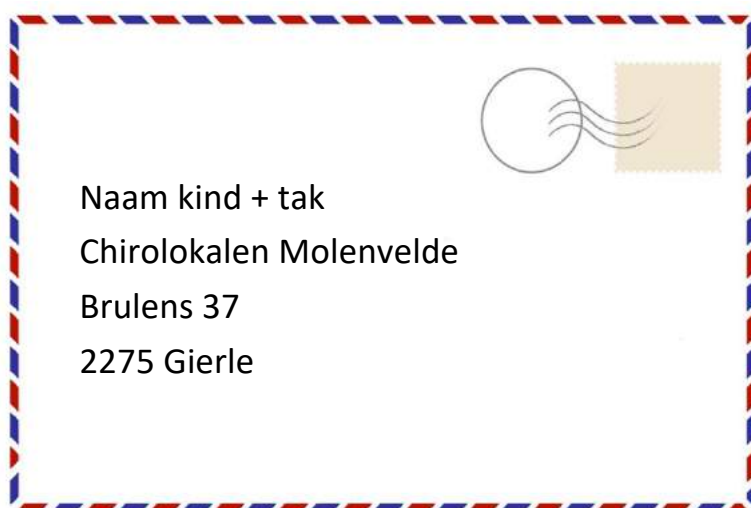 Naam kind + tak
Chirolokalen Molenvelde
Brulens 37
2275 Gierle